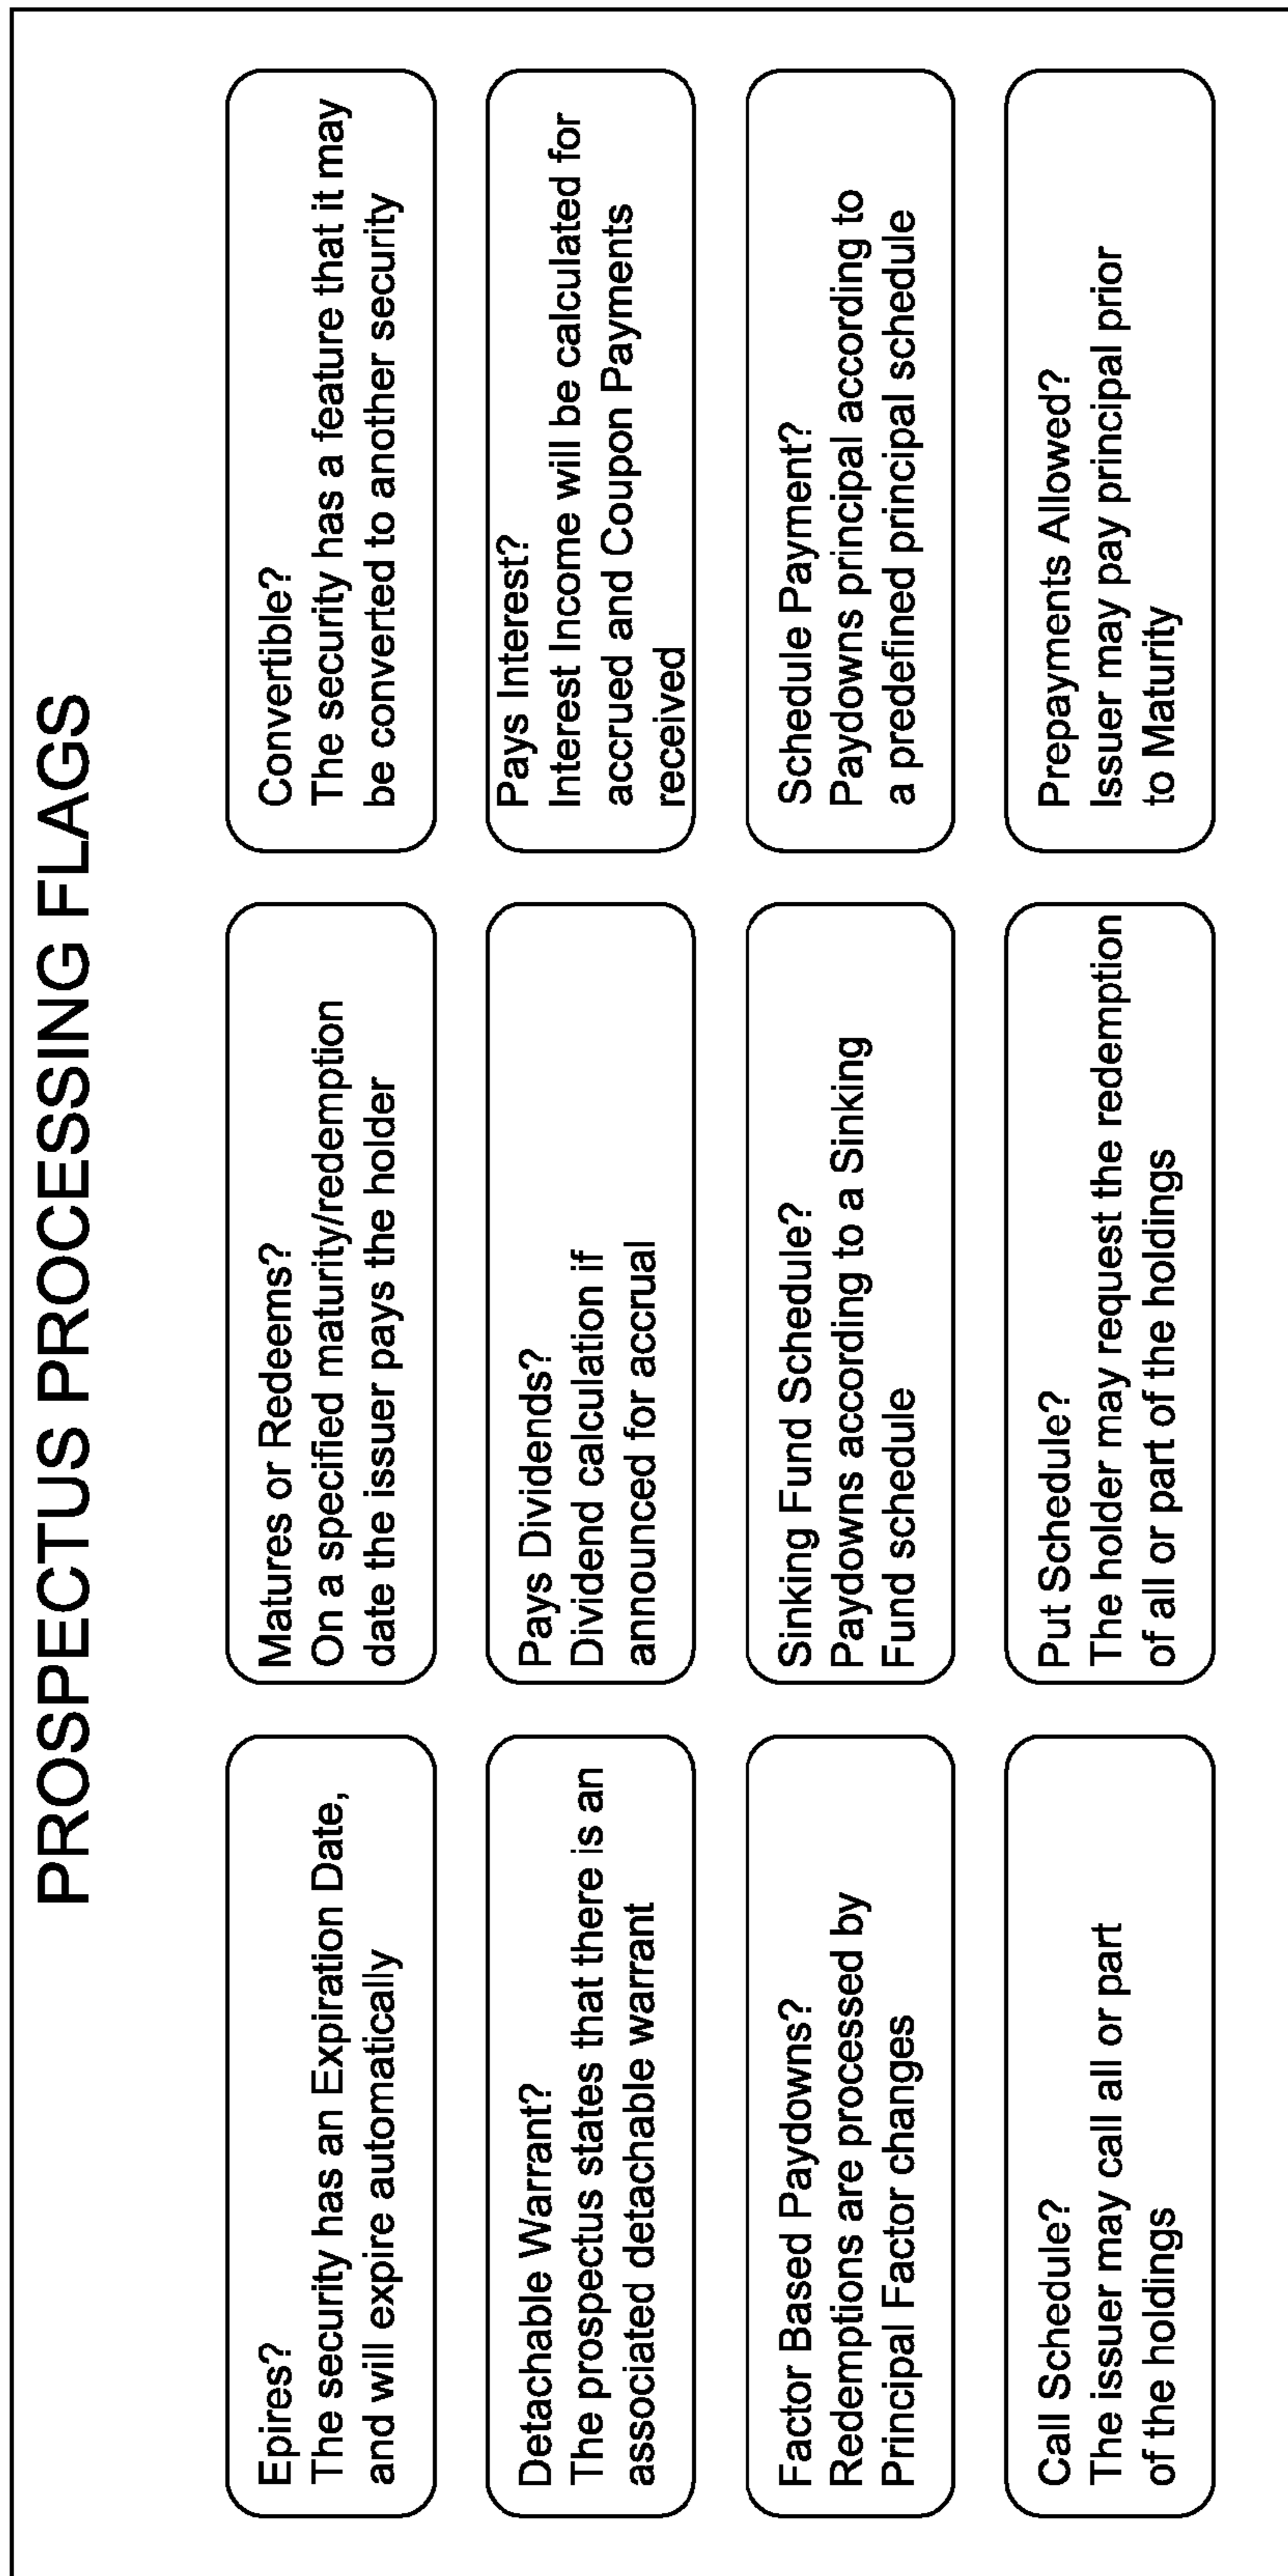 PROSPECTUS PROCESSING FLAGS
Epires?
The security has an Expiration Date,
and will expire automatically
Matures or Redeems?
On a specified maturity/redemption
date the issuer pays the holder
Convertible?
The security has a feature that it may
be converted to another security
Detachable Warrant?
The prospectus states that there is an
associated detachable warrant
Pays Dividends?
Dividend calculation if
announced for accrual
Pays Interest?
Interest Income will be calculated for
accrued and Coupon Payments
received
Factor Based Paydowns?
Redemptions are processed by
Principal Factor changes
Sinking Fund Schedule?
Paydowns according to a Sinking
Fund schedule
Schedule Payment?
Paydowns principal according to
a predefined principal schedule
Call Schedule?
The issuer may call all or part
of the holdings
Put Schedule?
The holder may request the redemption
of all or part of the holdings
Prepayments Allowed?
Issuer may pay principal prior
to Maturity